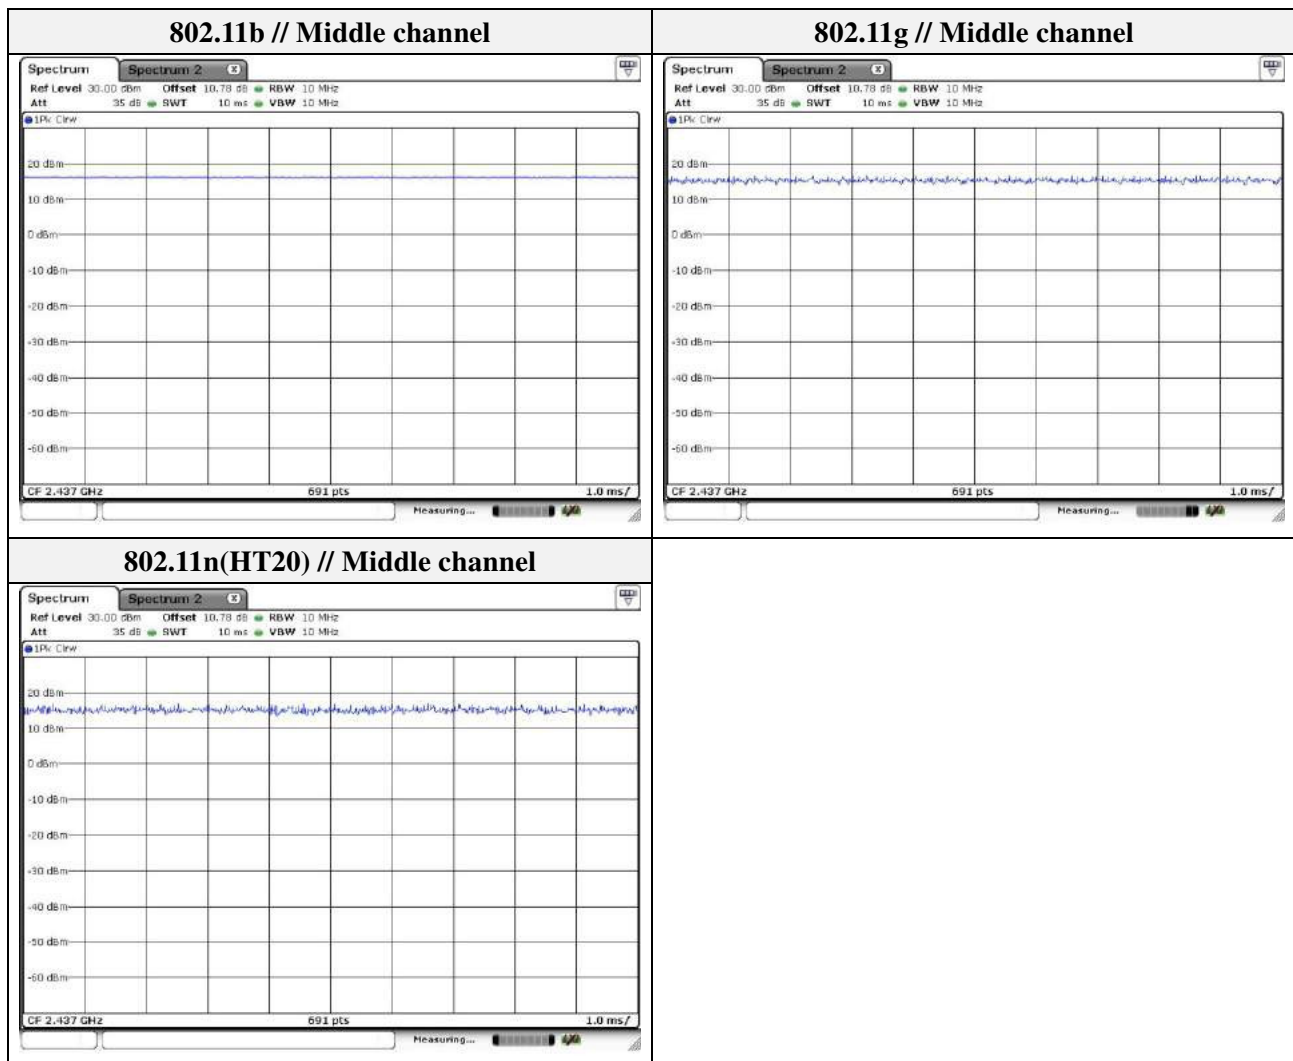 802.11b // Middle channel
Spectrum Spectrum 2 X
Ref Level 30.00 dBm Offset 10.78 dB RBW 10 MHz
Att 35 dB SWT 10 ms VBW 10 MHz
1Pk Clrw
20 dBm
10 dBm
0 dBm
-10 dBm
-20 dBm
-30 dBm
-40 dBm
-50 dBm
-60 dBm
CF 2.437 GHz 691 pts 1.0 ms/
Measuring...
802.11g // Middle channel
Spectrum Spectrum 2 X
Ref Level 30.00 dBm Offset 10.78 dB RBW 10 MHz
Att 35 dB SWT 10 ms VBW 10 MHz
1Pk Clrw
20 dBm
10 dBm
0 dBm
-10 dBm
-20 dBm
-30 dBm
-40 dBm
-50 dBm
-60 dBm
CF 2.437 GHz 691 pts 1.0 ms/
Measuring...
802.11n(HT20) // Middle channel
Spectrum Spectrum 2 X
Ref Level 30.00 dBm Offset 10.78 dB RBW 10 MHz
Att 35 dB SWT 10 ms VBW 10 MHz
1Pk Clrw
20 dBm
10 dBm
0 dBm
-10 dBm
-20 dBm
-30 dBm
-40 dBm
-50 dBm
-60 dBm
CF 2.437 GHz 691 pts 1.0 ms/
Measuring...